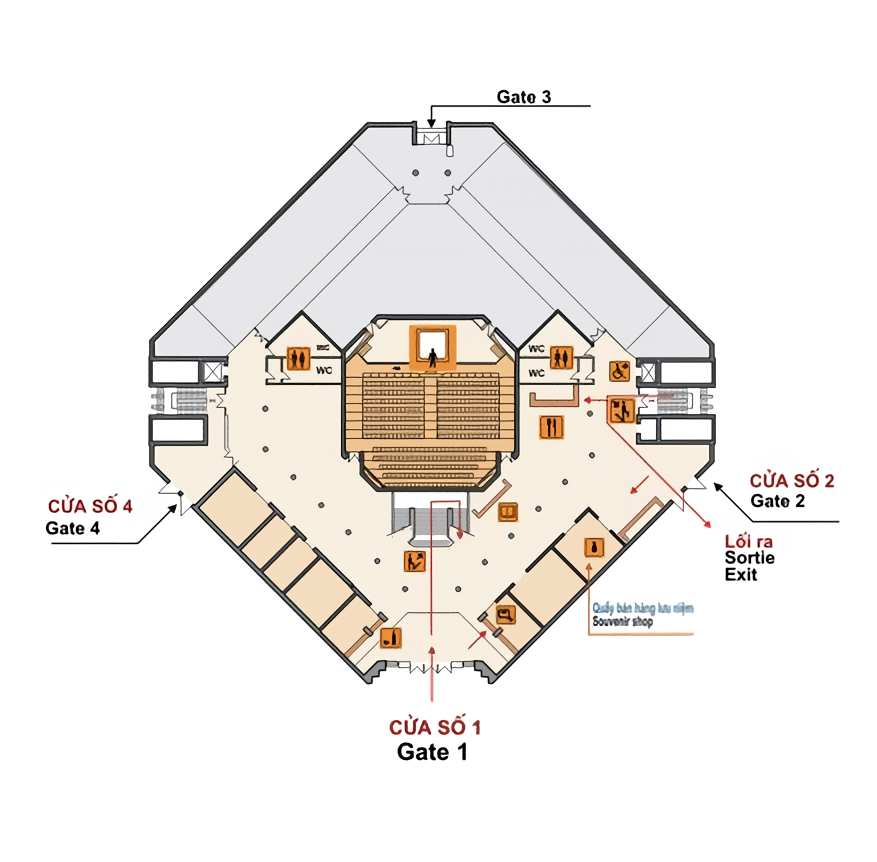 Gate 3
WC
WC
WC
WC
CỬA SỐ 4
Gate 4
CỬA SỐ 2
Gate 2
Lối ra
Sortie
Exit
Quầy bán hàng lưu niệm
Souvenir shop
CỬA SỐ 1
Gate 1